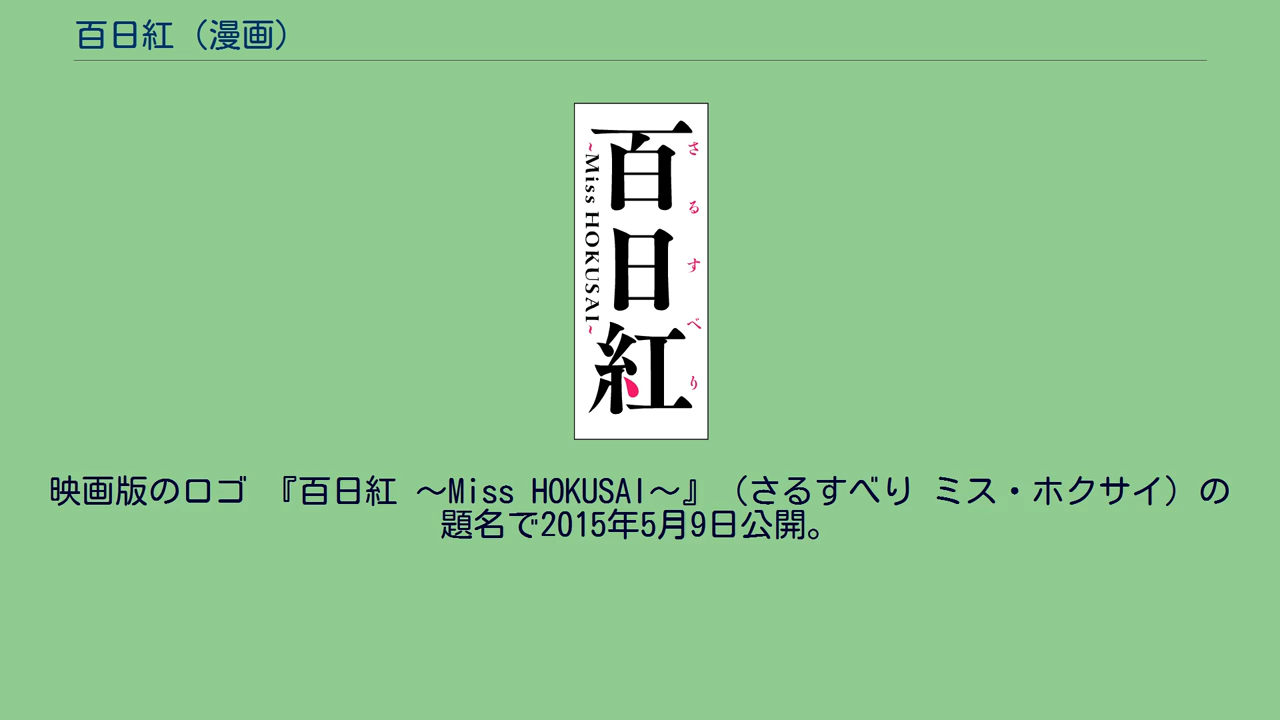 百日紅（漫画）
さるすべり
百日紅
~Miss HOKUSAI~
映画版のロゴ 『百日紅 〜Miss HOKUSAI〜』（さるすべり ミス・ホクサイ）の
題名で2015年5月9日公開。